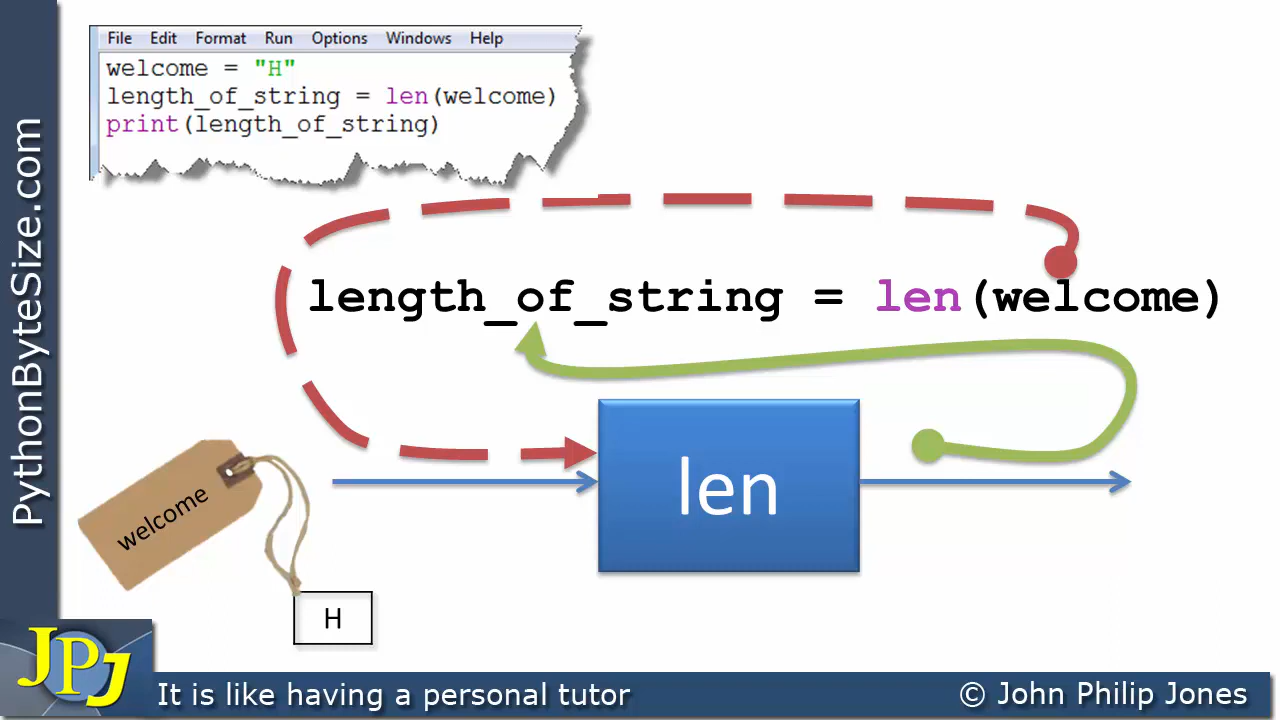 File Edit Format Run Options Windows Help
welcome = "H"
length_of_string = len(welcome)
print(length_of_string)
PythonByteSize.com
length_of_string = len(welcome)
len
welcome
H
JPJ
It is like having a personal tutor
© John Philip Jones